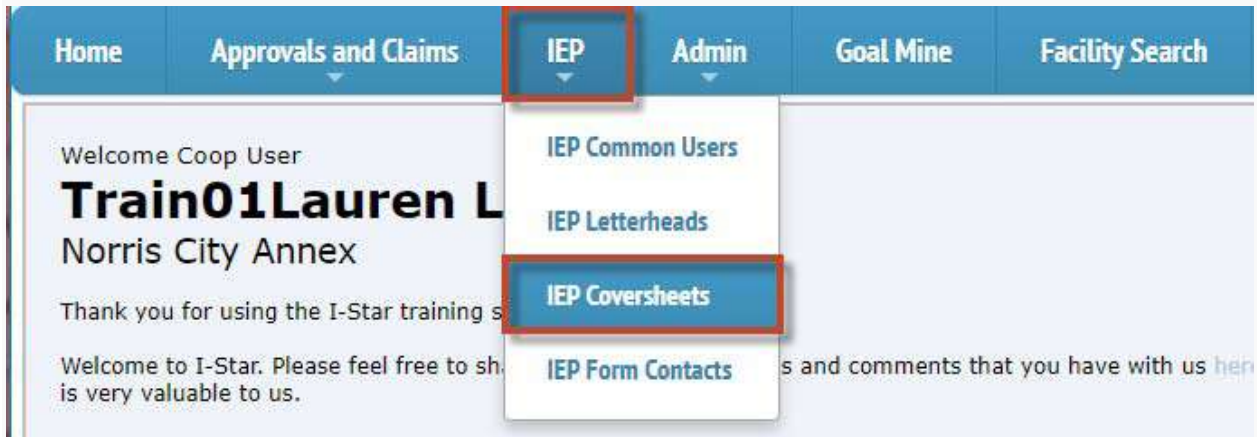 Home Approvals and Claims IEP Admin Goal Mine Facility Search
IEP Common Users
IEP Letterheads
IEP Coversheets
IEP Form Contacts
Welcome Coop User
Train01Lauren L
Norris City Annex
Thank you for using the I-Star training s
Welcome to I-Star. Please feel free to sh s and comments that you have with us her
is very valuable to us.